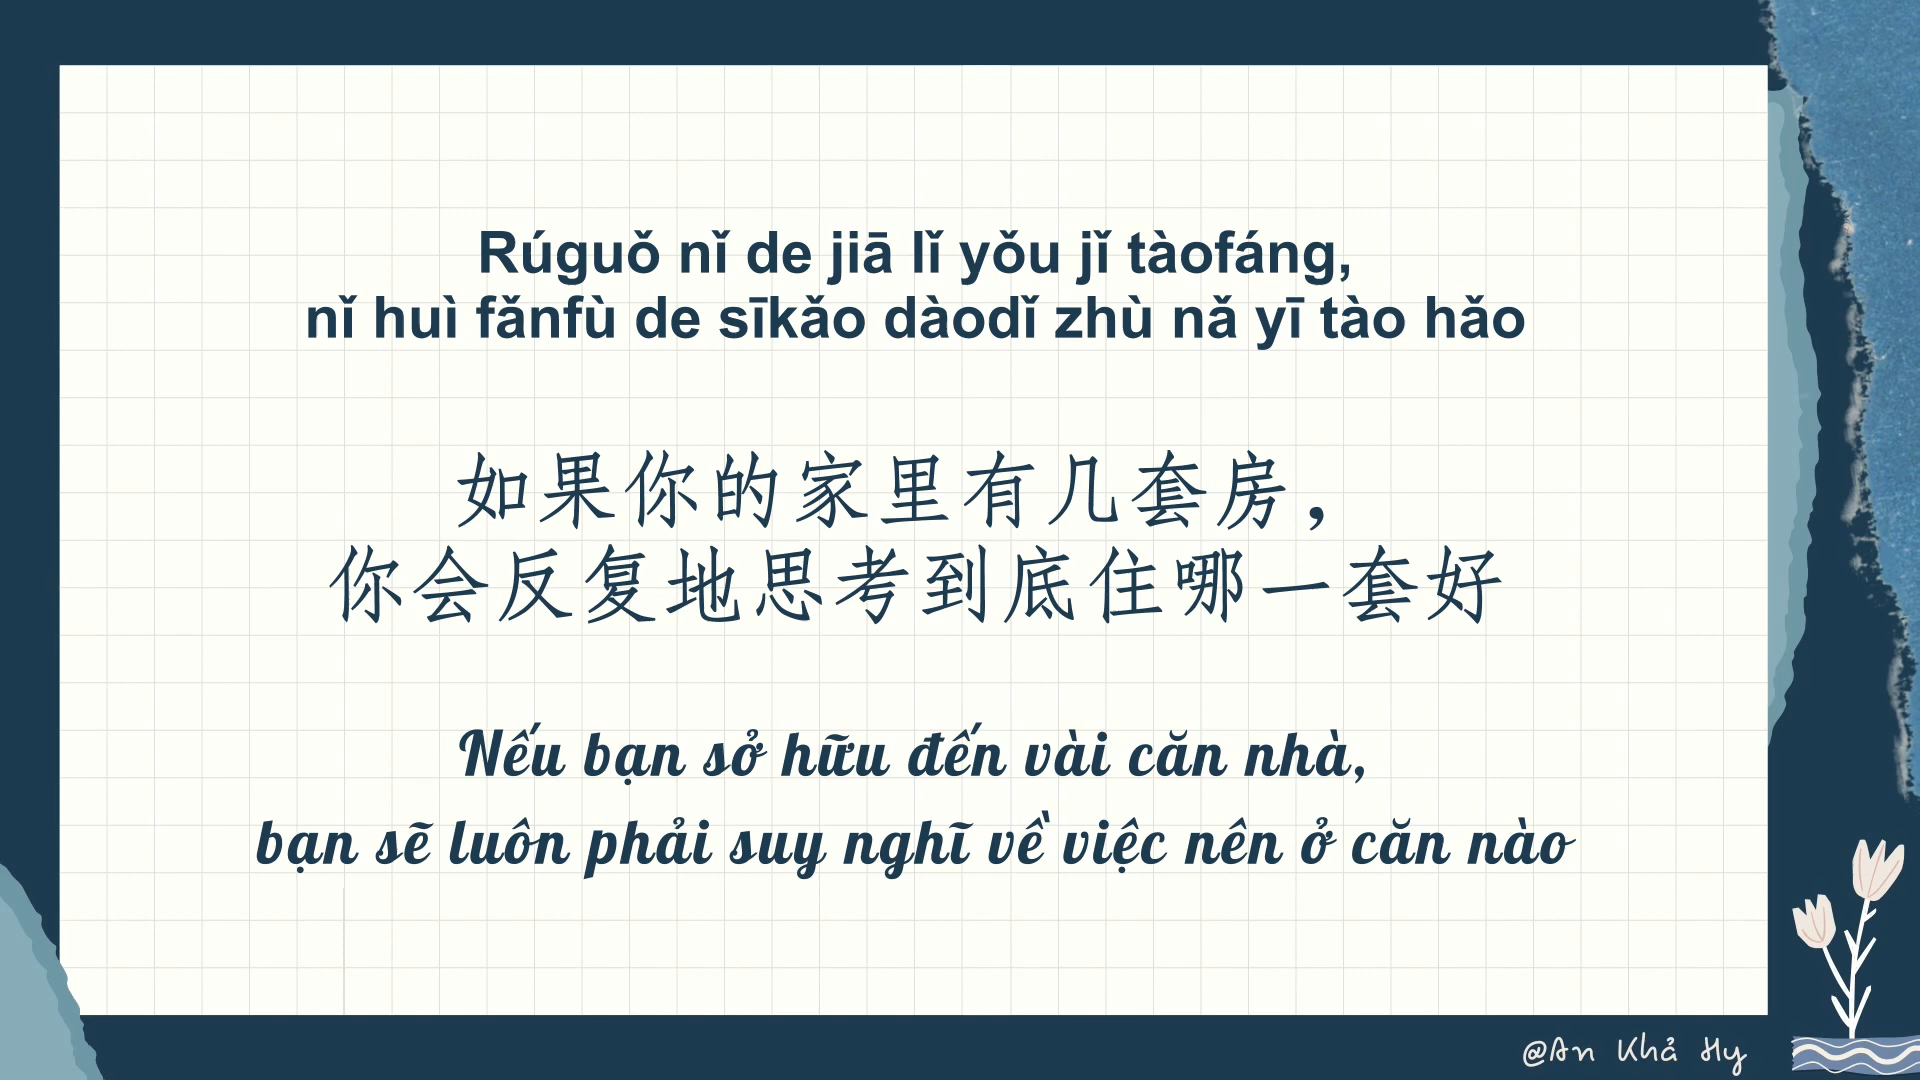 Rúguǒ nǐ de jiā lǐ yǒu jǐ tàofáng,
nǐ huì fǎnfù de sīkǎo dàodǐ zhù nǎ yī tào hǎo
如果你的家里有几套房，
你会反复地思考到底住哪一套好
Nếu bạn sở hữu đến vài căn nhà,
bạn sẽ luôn phải suy nghĩ về việc nên ở căn nào
@An Khả Hy